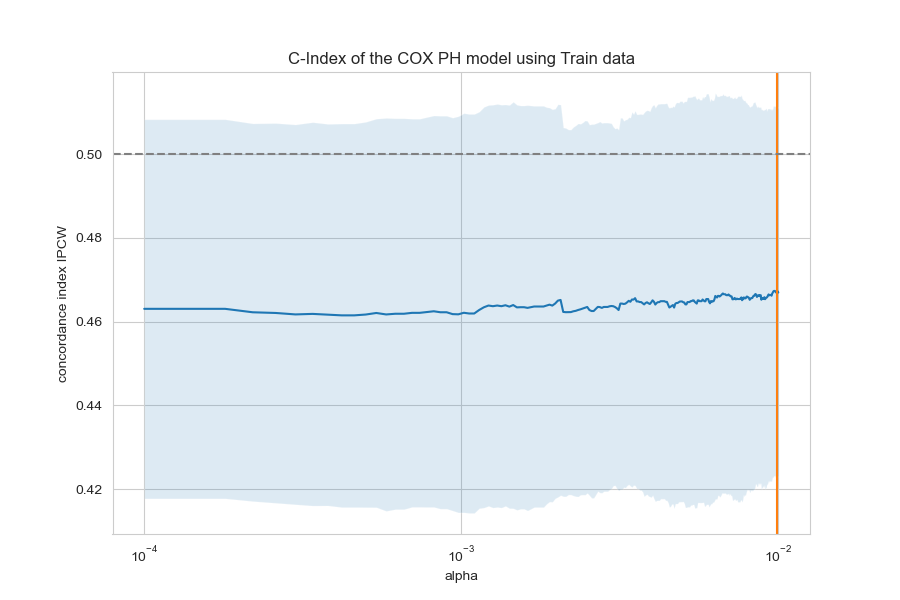 C-Index of the COX PH model using Train data
concordance index IPCW
0.50
0.48
0.46
0.44
0.42
10⁻⁴
10⁻³
10⁻²
alpha